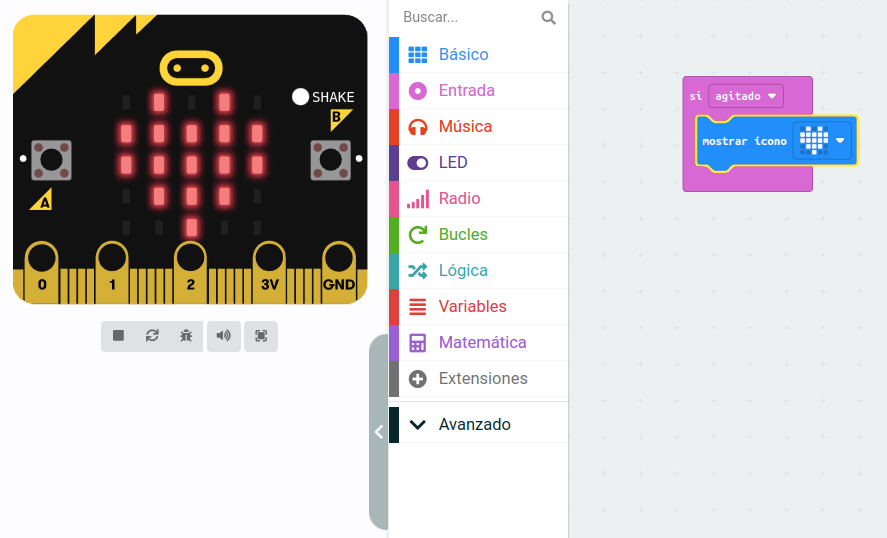 SHAKE
B
A
0 1 2 3V GND
Buscar...
Básico
Entrada
Música
LED
Radio
Bucles
Lógica
Variables
Matemática
Extensiones
Avanzado
si agitado
mostrar ícono